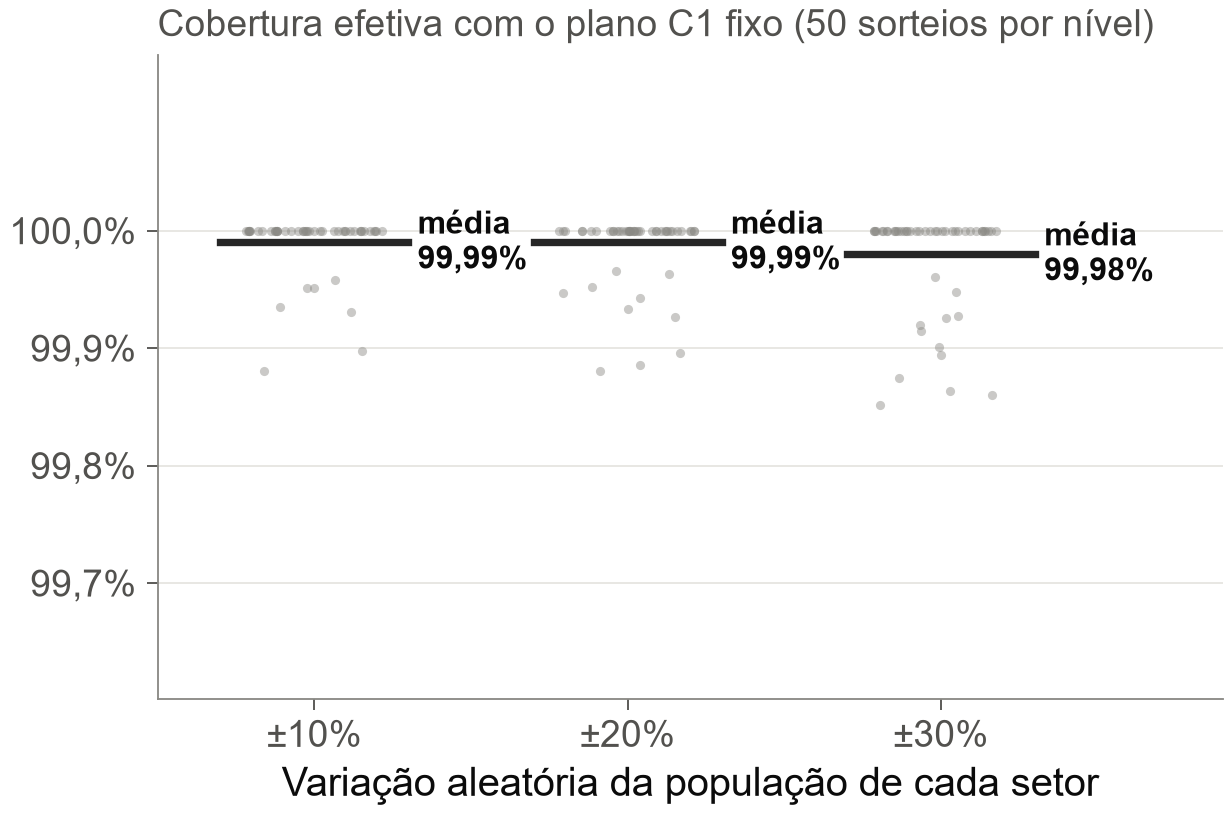 Cobertura efetiva com o plano C1 fixo (50 sorteios por nível)
100,0%
99,9%
99,8%
99,7%
média
99,99%
média
99,99%
média
99,98%
±10%
±20%
±30%
Variação aleatória da população de cada setor